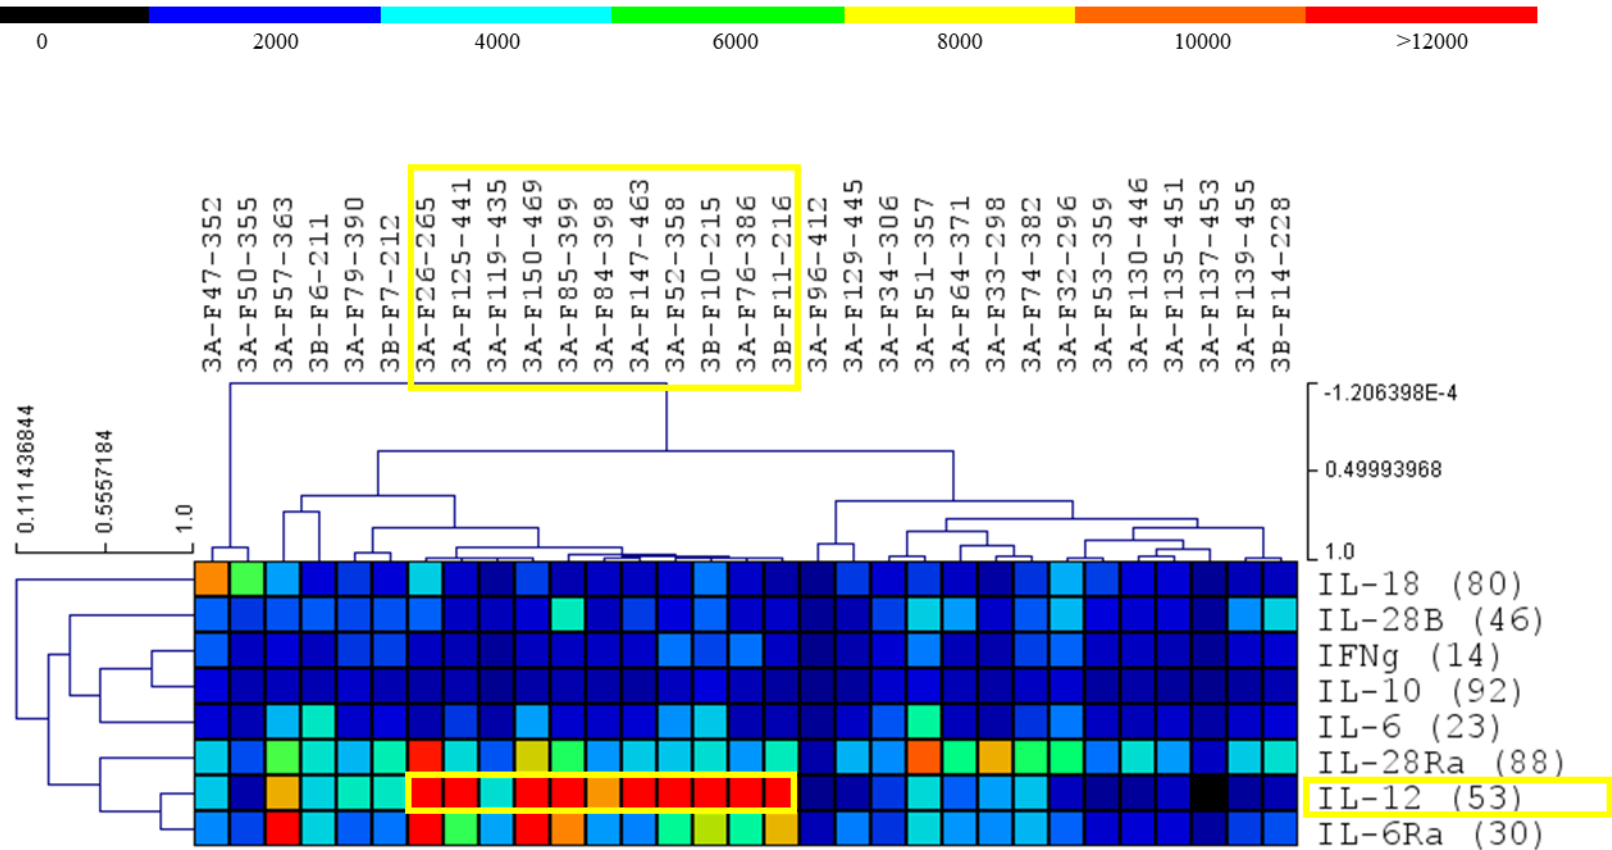 0 2000 4000 6000 8000 10000 >12000
3A-F47-352
3A-F50-355
3A-F57-363
3B-F6-211
3A-F79-390
3B-F7-212
3A-F26-265
3A-F125-441
3A-F119-435
3A-F150-469
3A-F85-399
3A-F84-398
3A-F147-463
3A-F52-358
3B-F10-215
3A-F76-386
3B-F11-216
3A-F96-412
3A-F129-445
3A-F34-306
3A-F51-357
3A-F64-371
3A-F33-298
3A-F74-382
3A-F32-296
3A-F53-359
3A-F130-446
3A-F135-451
3A-F137-453
3A-F139-455
3B-F14-228
-1.206398E-4
0.49993968
1.0
0.111436844
0.5557184
1.0
IL-18 (80)
IL-28B (46)
IFNg (14)
IL-10 (92)
IL-6 (23)
IL-28Ra (88)
IL-12 (53)
IL-6Ra (30)